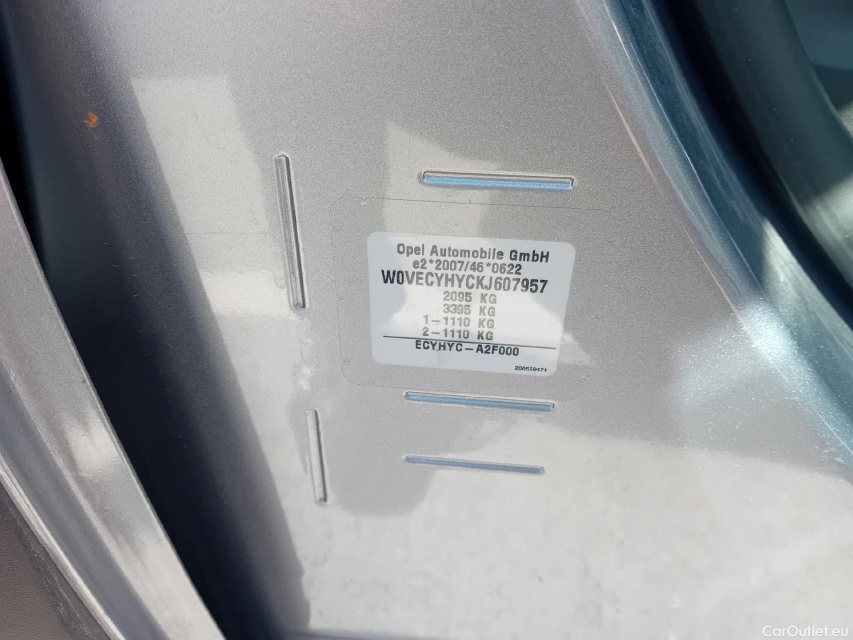 Opel Automobile GmbH
e2*2007/46*0622
W0VECYHYCKJ607957
2095 KG
3395 KG
1-1110 KG
2-1110 KG
ECYHYC-A2F000
CarOutlet.eu